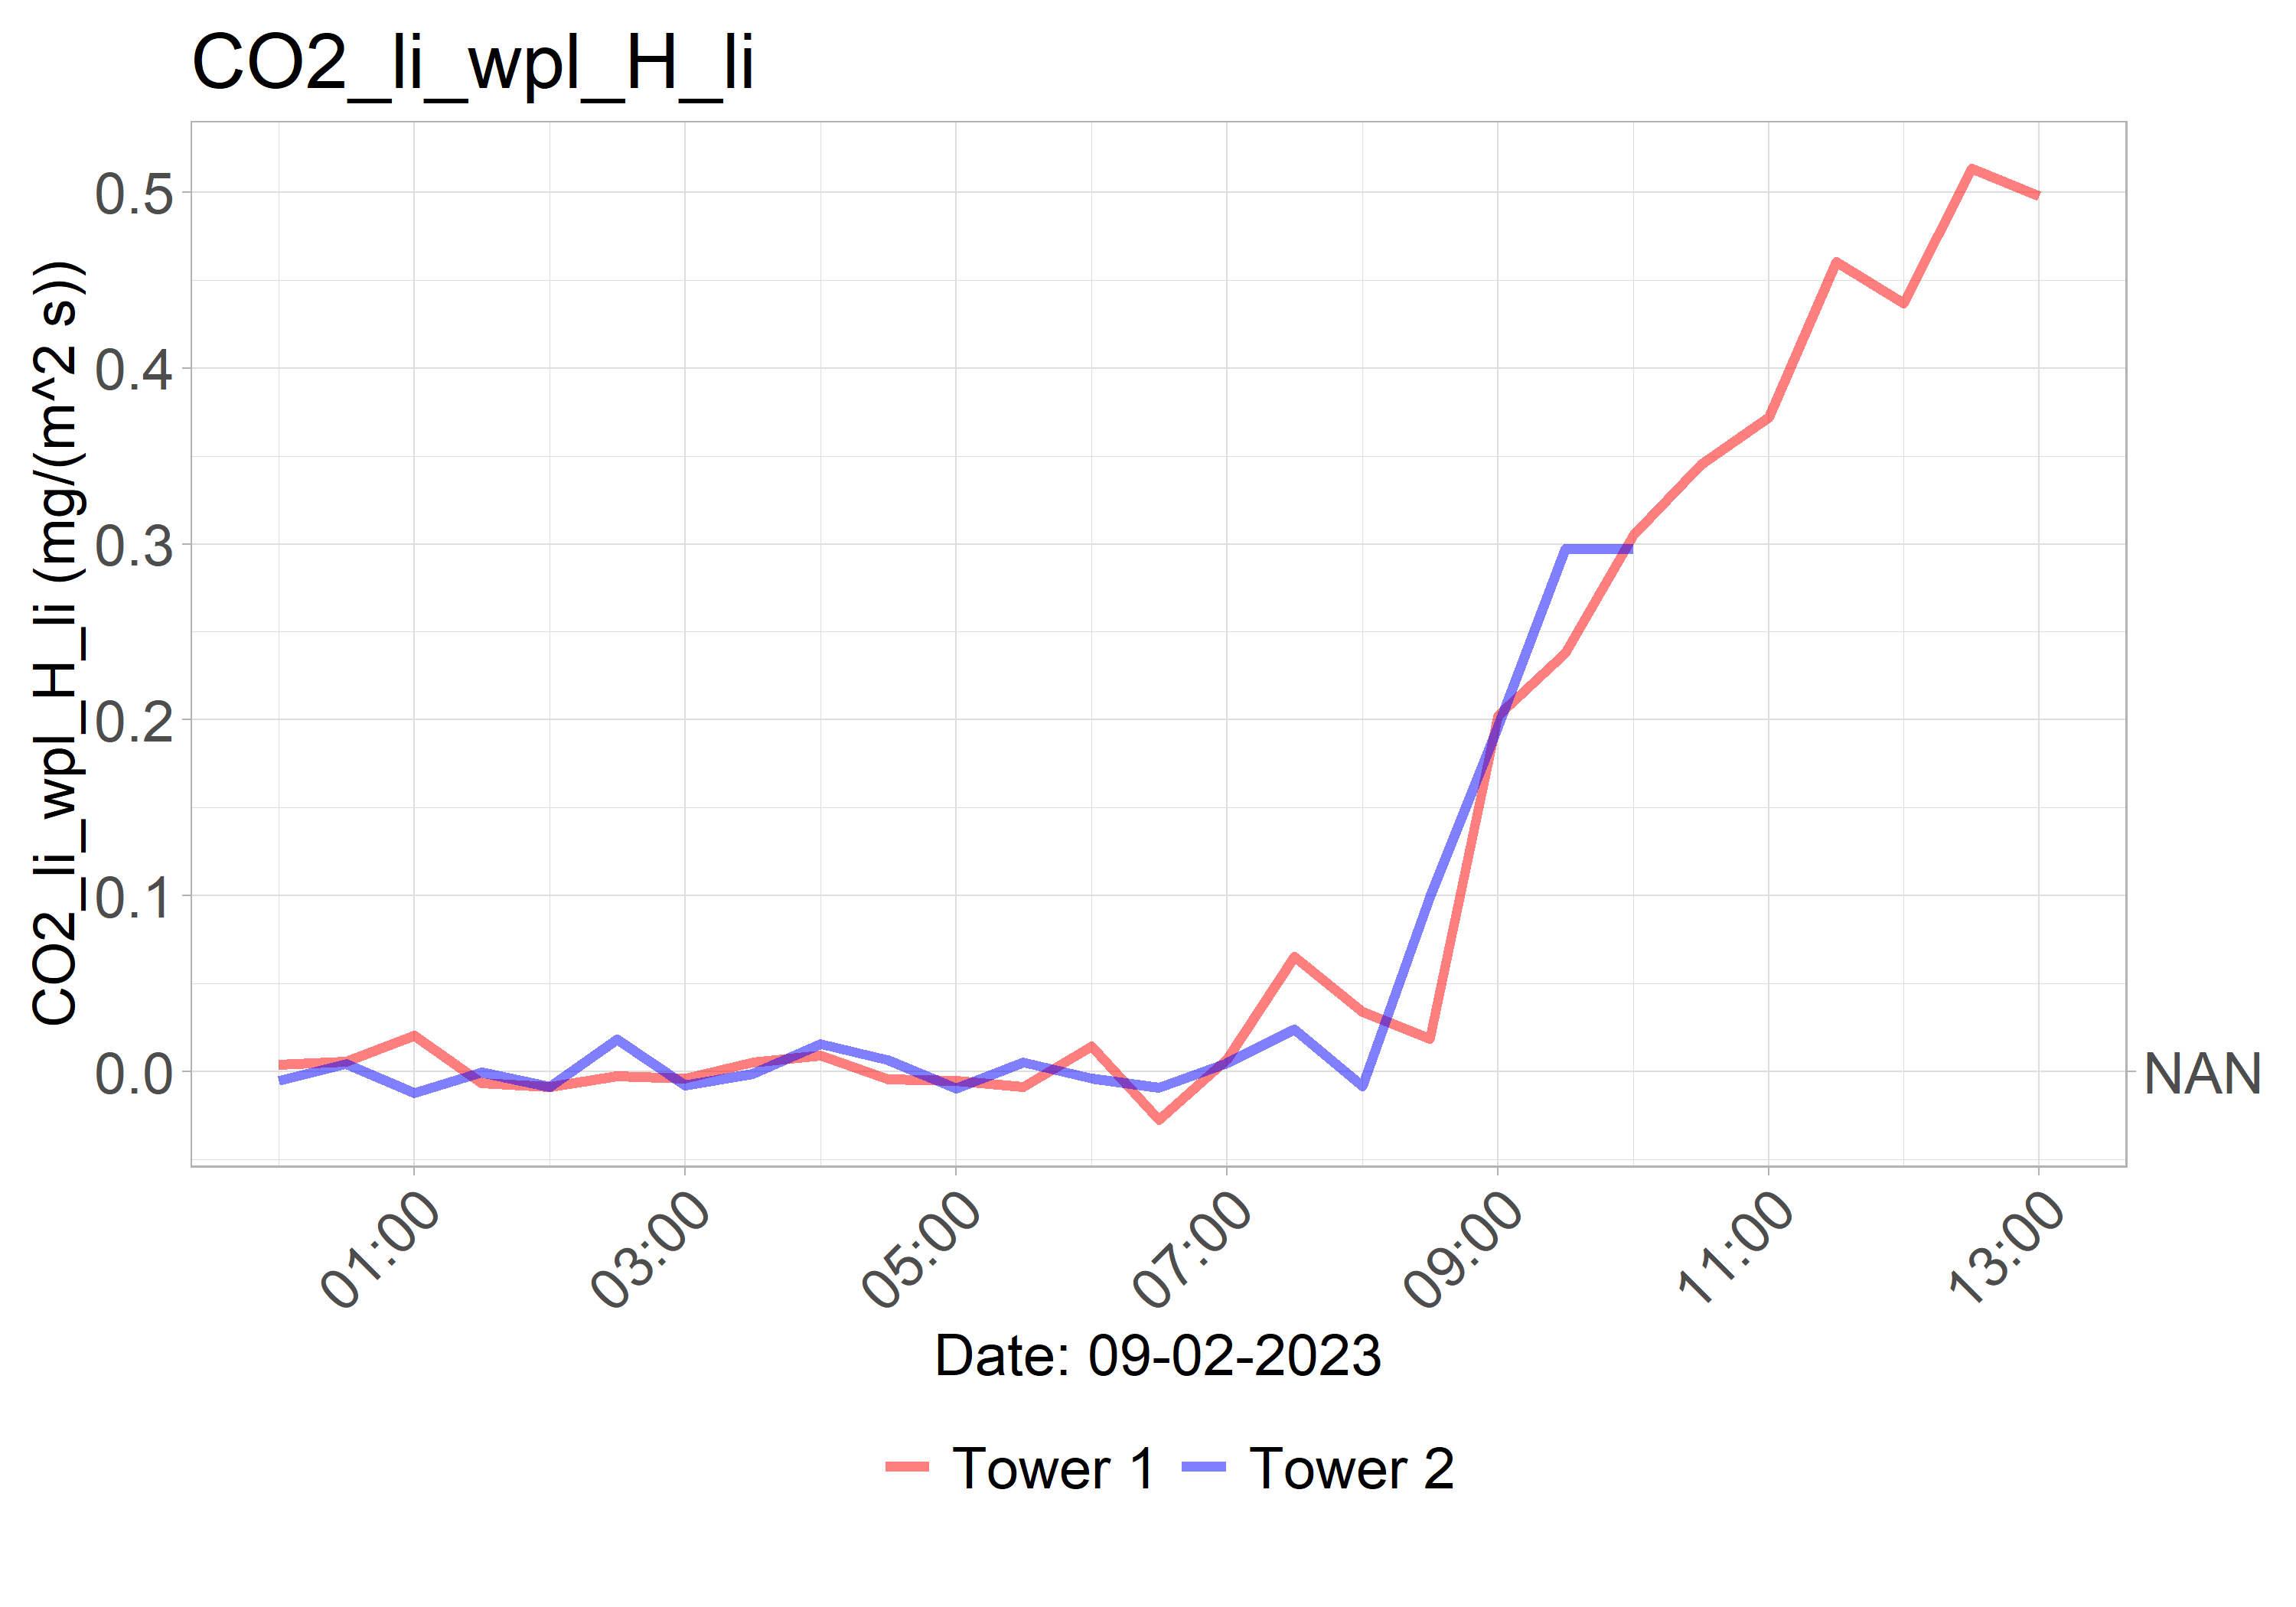 CO2_li_wpl_H_li
CO2_li_wpl_H_li (mg/(m^2 s))
0.5
0.4
0.3
0.2
0.1
0.0
NAN
01:00
03:00
05:00
07:00
09:00
11:00
13:00
Date: 09-02-2023
Tower 1
Tower 2